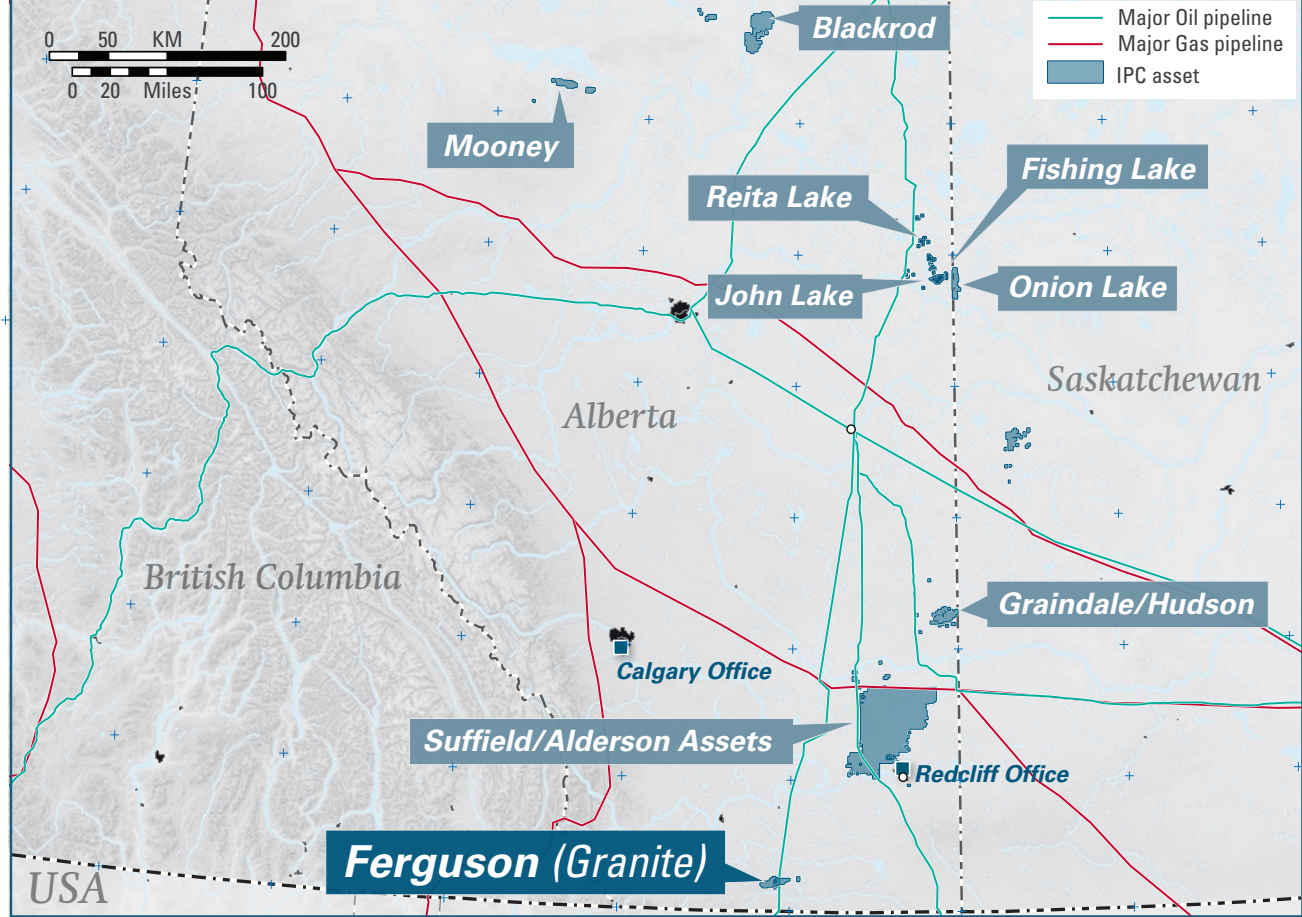 0 50 KM 200
0 20 Miles 100
Major Oil pipeline
Major Gas pipeline
IPC asset
Blackrod
Mooney
Fishing Lake
Reita Lake
John Lake
Onion Lake
Saskatchewan
Alberta
British Columbia
Graindale/Hudson
Calgary Office
Suffield/Alderson Assets
Redcliff Office
Ferguson (Granite)
USA